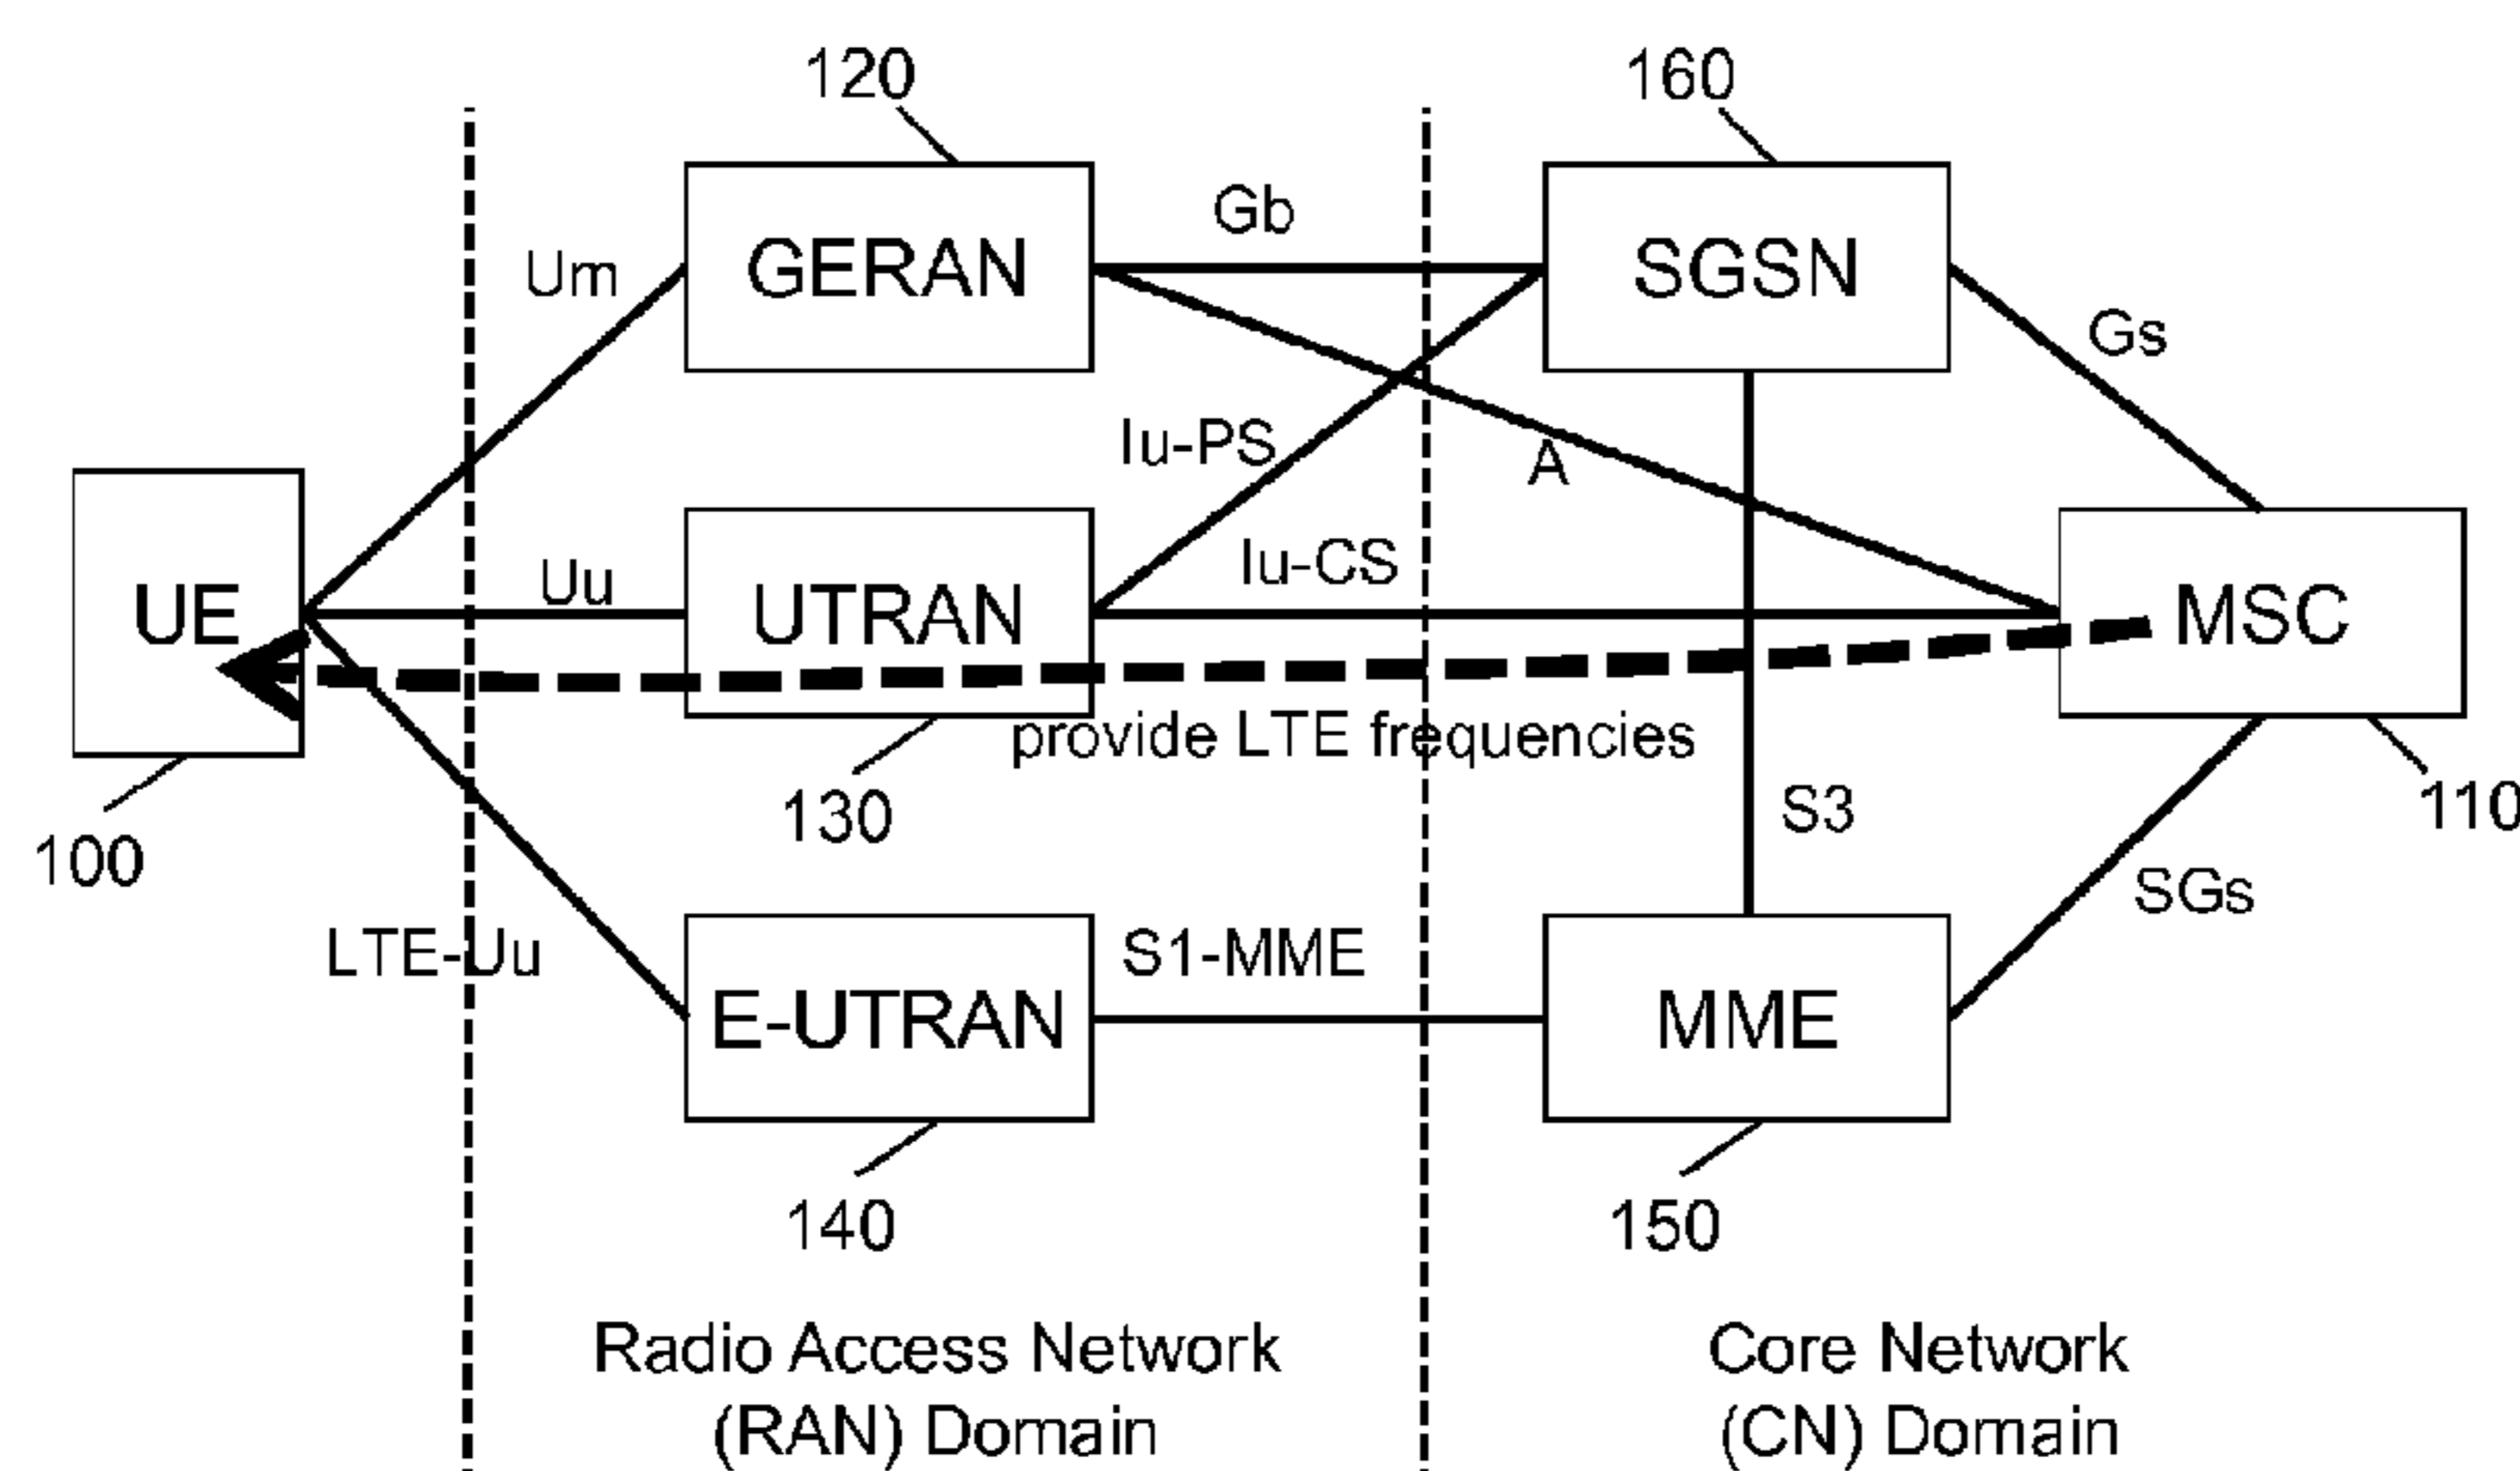 120
160
Gb
GERAN
SGSN
Um
Gs
Iu-PS
A
Iu-CS
Uu
UE
UTRAN
MSC
provide LTE frequencies
130
S3
110
100
SGs
LTE-Uu
S1-MME
E-UTRAN
MME
140
150
Radio Access Network
(RAN) Domain
Core Network
(CN) Domain